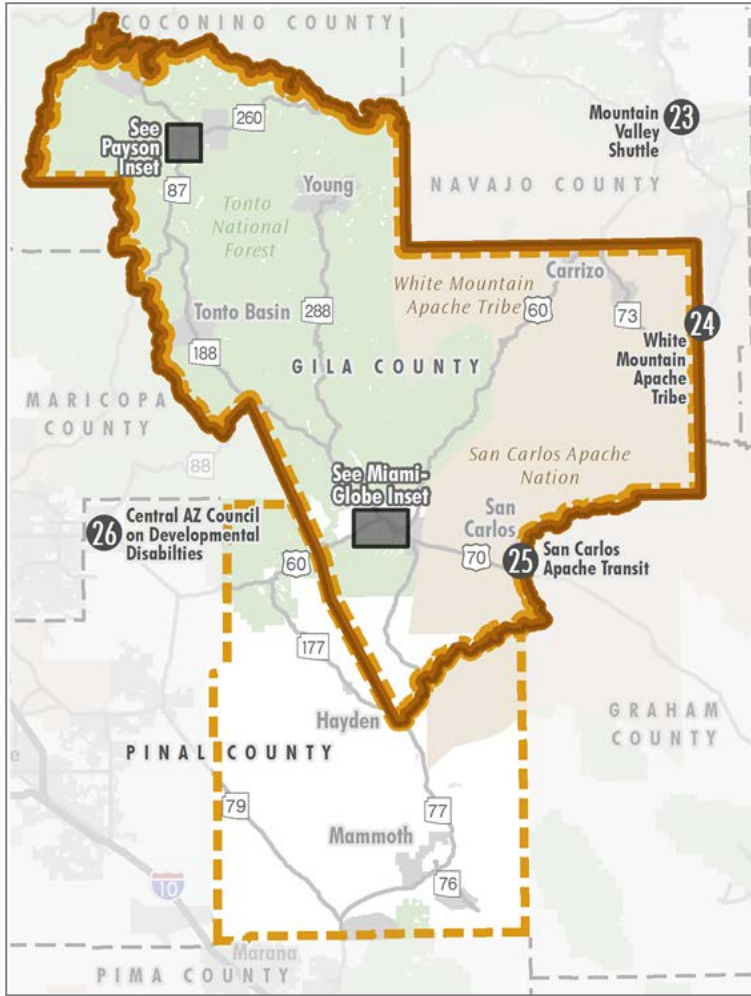 COCONINO COUNTY
23
Mountain
Valley
Shuttle
260
See
Payson
Inset
NAVAJO COUNTY
87
Young
Tonto
National
Forest
Carrizo
White Mountain
Apache Tribe
60
73
24
Tonto Basin
288
White
Mountain
Apache
Tribe
188
GILA COUNTY
MARICOPA
COUNTY
88
San Carlos Apache
Nation
See Miami-
Globe Inset
San
Carlos
26
Central AZ Council
on Developmental
Disabilties
60
70
25
San Carlos
Apache Transit
177
Hayden
GRAHAM
COUNTY
PINAL COUNTY
e
79
77
Mammoth
76
10
Marana
PIMA COUNTY